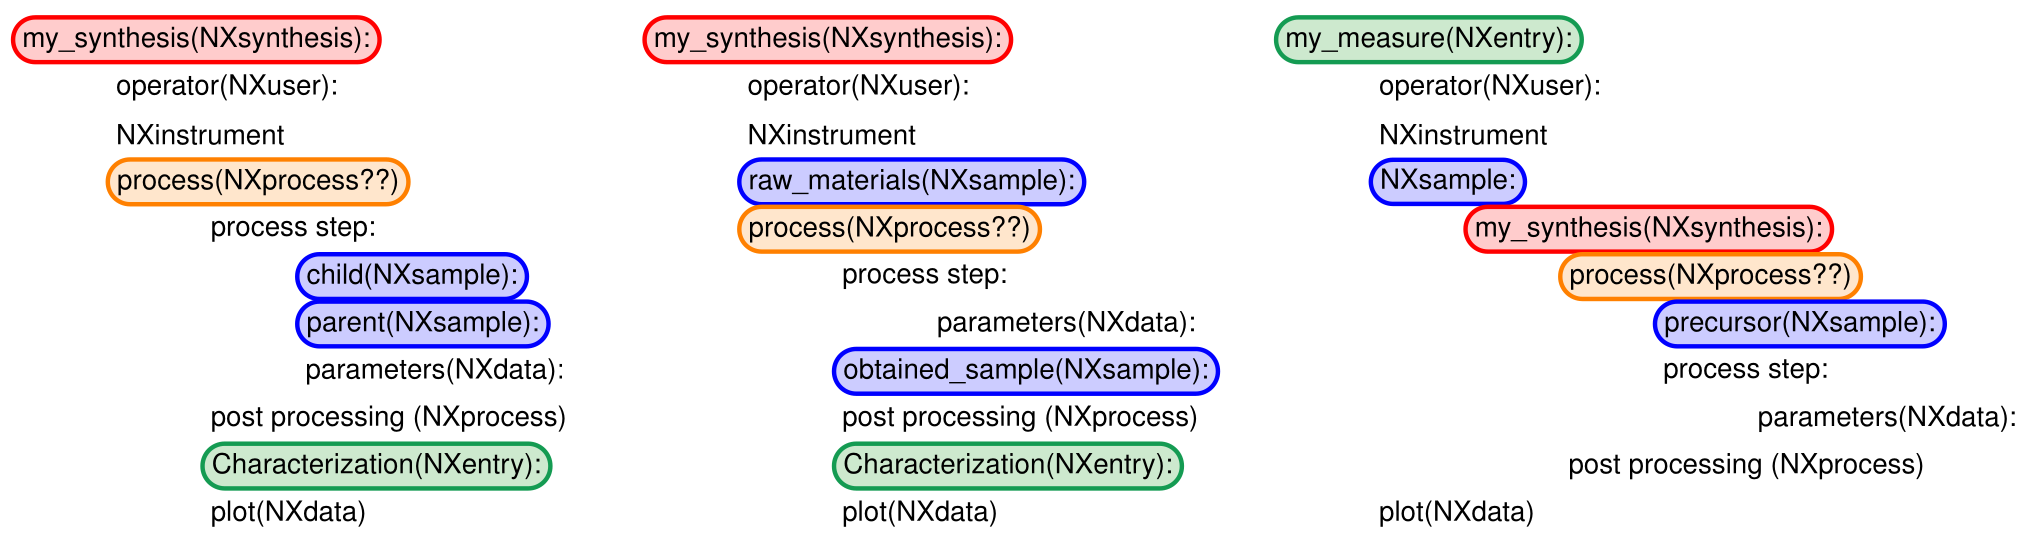 my_synthesis(NXsynthesis):
operator(NXuser):
NXinstrument
process(NXprocess??)
process step:
child(NXsample):
parent(NXsample):
parameters(NXdata):
post processing (NXprocess)
Characterization(NXentry):
plot(NXdata)
my_synthesis(NXsynthesis):
operator(NXuser):
NXinstrument
raw_materials(NXsample):
process(NXprocess??)
process step:
parameters(NXdata):
obtained_sample(NXsample):
post processing (NXprocess)
Characterization(NXentry):
plot(NXdata)
my_measure(NXentry):
operator(NXuser):
NXinstrument
NXsample:
my_synthesis(NXsynthesis):
process(NXprocess??)
precursor(NXsample):
process step:
parameters(NXdata):
post processing (NXprocess)
plot(NXdata)